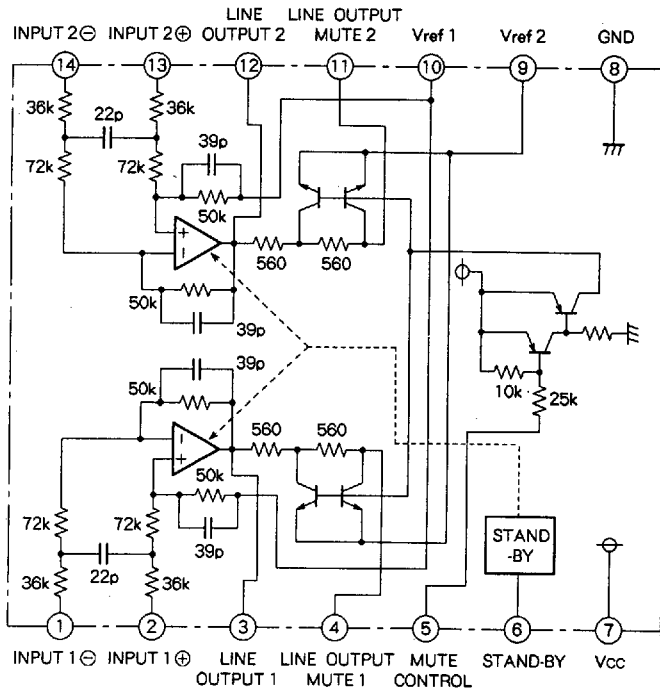 LINE LINE OUTPUT
INPUT 2⊖ INPUT 2⊕ OUTPUT 2 MUTE 2 Vref 1 Vref 2 GND
14 13 12 11 10 9 8
36k 36k
22p
72k 72k 39p
50k
+
−
560 560
50k
39p
39p
10k
25k
50k
560 560
−
+
50k
72k 72k
39p
STAND
-BY
22p
36k 36k
1 2 3 4 5 6 7
INPUT 1⊖ INPUT 1⊕ LINE LINE OUTPUT MUTE STAND-BY Vcc
OUTPUT 1 MUTE 1 CONTROL